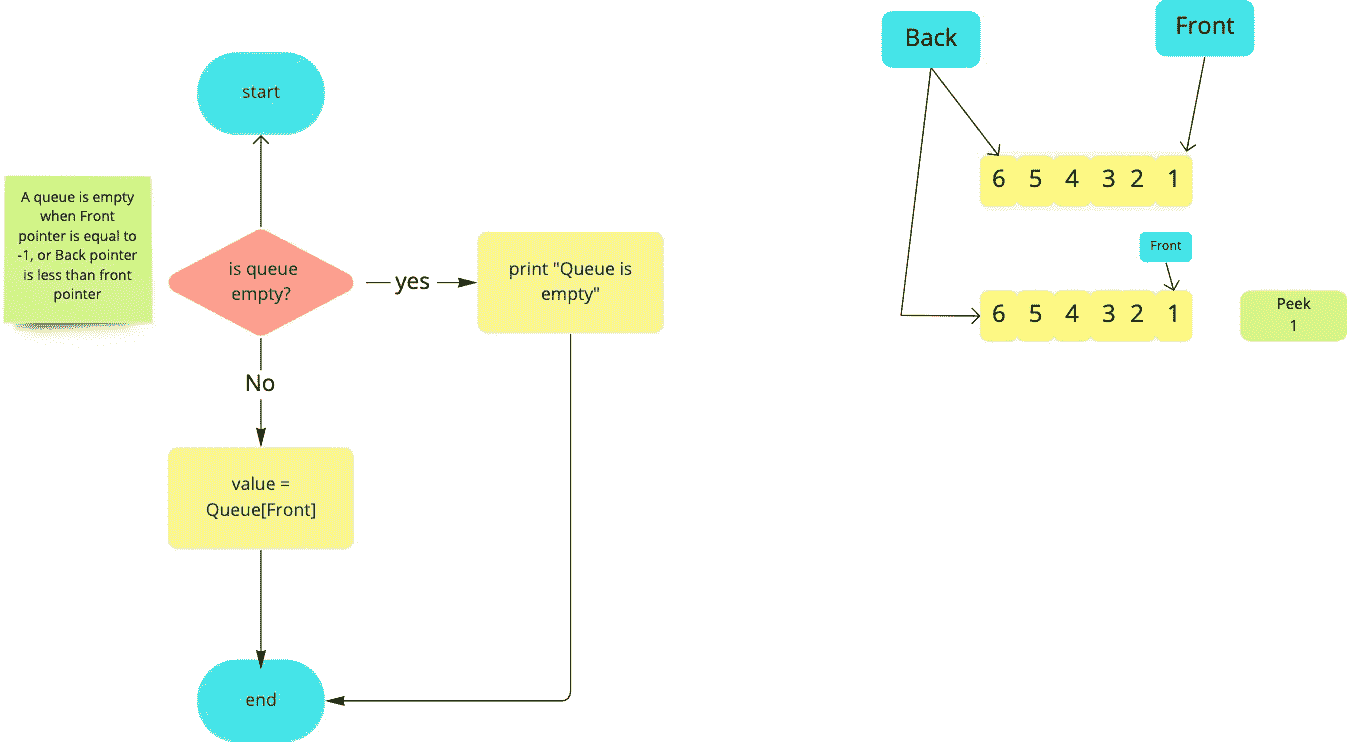 start
A queue is empty
when Front
pointer is equal to
-1, or Back pointer
is less than front
pointer
is queue
empty?
yes
print "Queue is
empty"
No
value =
Queue[Front]
end
Back
Front
6 5 4 3 2 1
Front
6 5 4 3 2 1
Peek
1